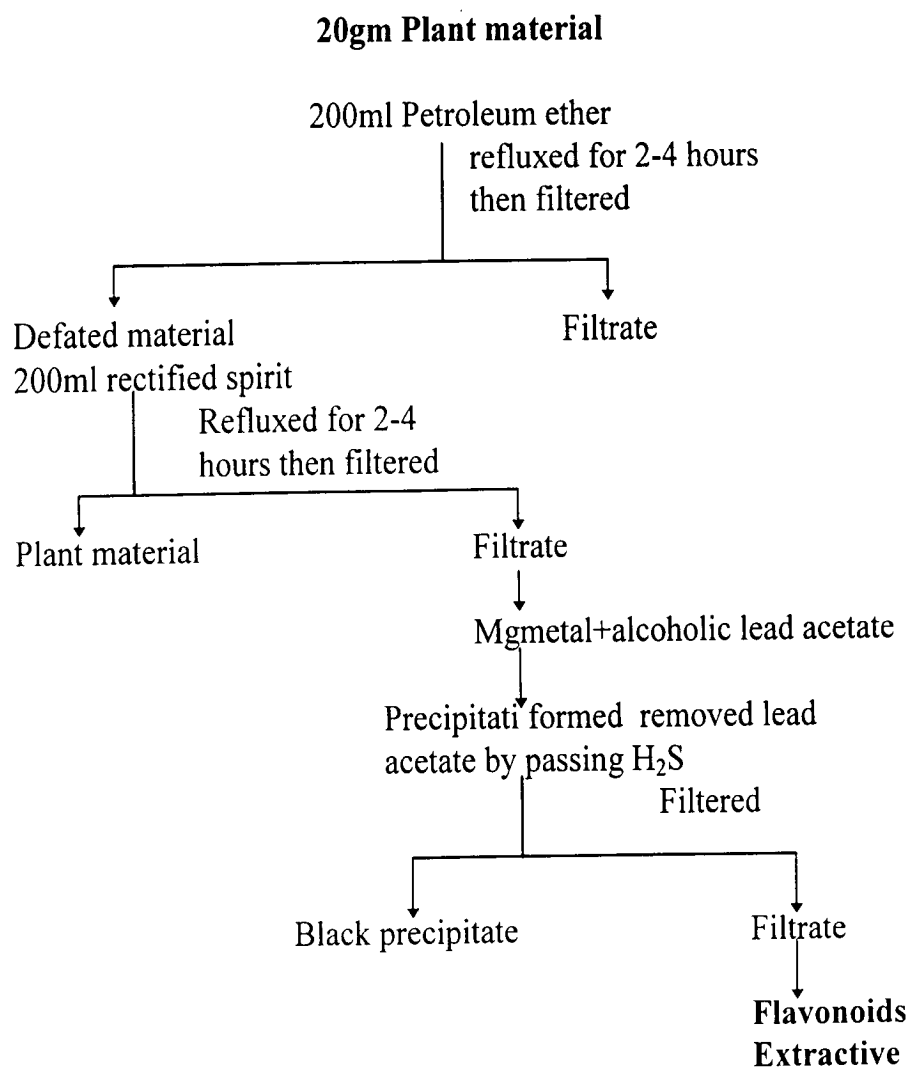 20gm Plant material
200ml Petroleum ether
refluxed for 2-4 hours
then filtered
Defated material
Filtrate
200ml rectified spirit
Refluxed for 2-4
hours then filtered
Plant material
Filtrate
Mgmetal+alcoholic lead acetate
Precipitati formed removed lead
acetate by passing H₂S
Filtered
Black precipitate
Filtrate
Flavonoids
Extractive